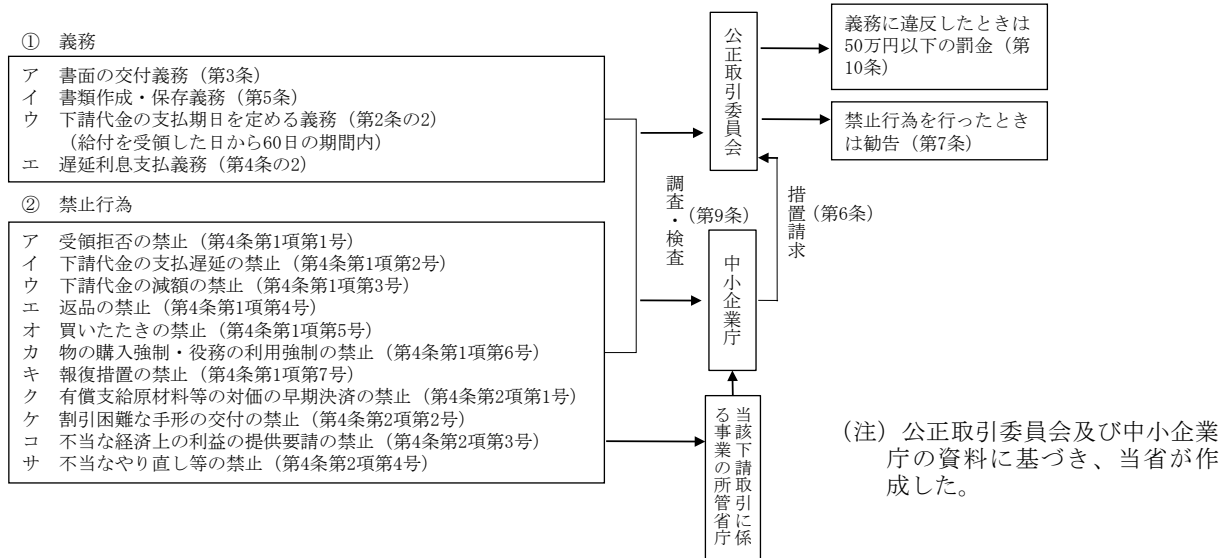 ① 義務
ア 書面の交付義務(第3条)
イ 書類作成・保存義務(第5条)
ウ 下請代金の支払期日を定める義務(第2条の2)
(給付を受領した日から60日の期間内)
エ 遅延利息支払義務(第4条の2)
② 禁止行為
ア 受領拒否の禁止(第4条第1項第1号)
イ 下請代金の支払遅延の禁止(第4条第1項第2号)
ウ 下請代金の減額の禁止(第4条第1項第3号)
エ 返品の禁止(第4条第1項第4号)
オ 買いたたきの禁止(第4条第1項第5号)
カ 物の購入強制・役務の利用強制の禁止(第4条第1項第6号)
キ 報復措置の禁止(第4条第1項第7号)
ク 有償支給原材料等の対価の早期決済の禁止(第4条第2項第1号)
ケ 割引困難な手形の交付の禁止(第4条第2項第2号)
コ 不当な経済上の利益の提供要請の禁止(第4条第2項第3号)
サ 不当なやり直し等の禁止(第4条第2項第4号)
調査・検査
(第9条)
公正取引委員会
中小企業庁
当該下請取引に係
る事業の所管省庁
措置請求
(第6条)
義務に違反したときは
50万円以下の罰金(第
10条)
禁止行為を行ったとき
は勧告(第7条)
(注)公正取引委員会及び中小企業
庁の資料に基づき、当省が作
成した。